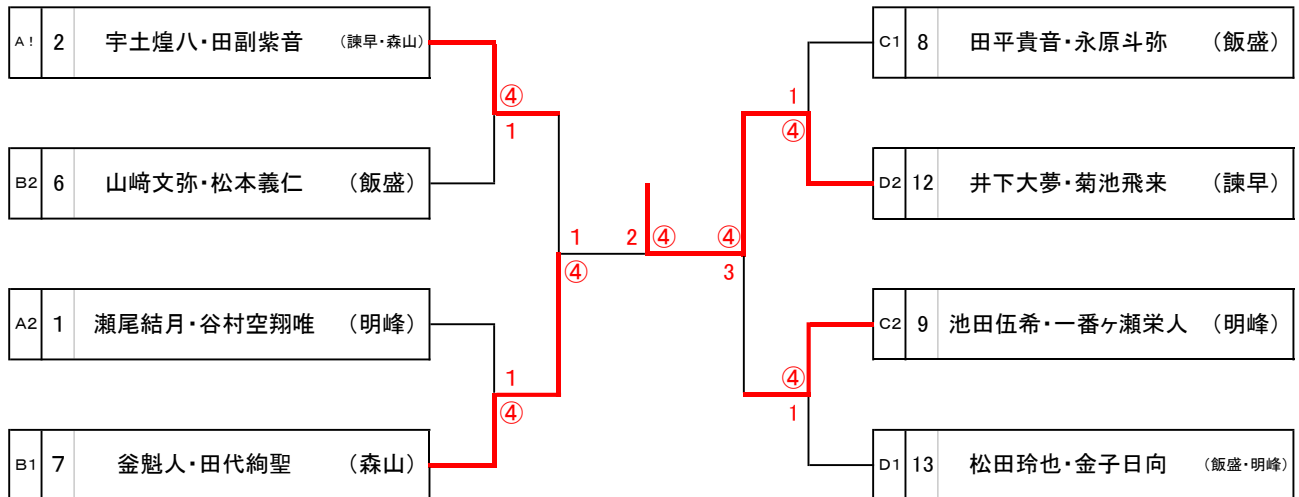 A! 2 宇土煌八・田副紫音 (諫早・森山)
④
1
B2 6 山﨑文弥・松本義仁 (飯盛)
1
④
A2 1 瀬尾結月・谷村空翔唯 (明峰)
1
④
B1 7 釜魁人・田代絢聖 (森山)
2 ④
C1 8 田平貴音・永原斗弥 (飯盛)
1
④
D2 12 井下大夢・菊池飛来 (諫早)
④
3
C2 9 池田伍希・一番ヶ瀬栄人 (明峰)
④
1
D1 13 松田玲也・金子日向 (飯盛・明峰)